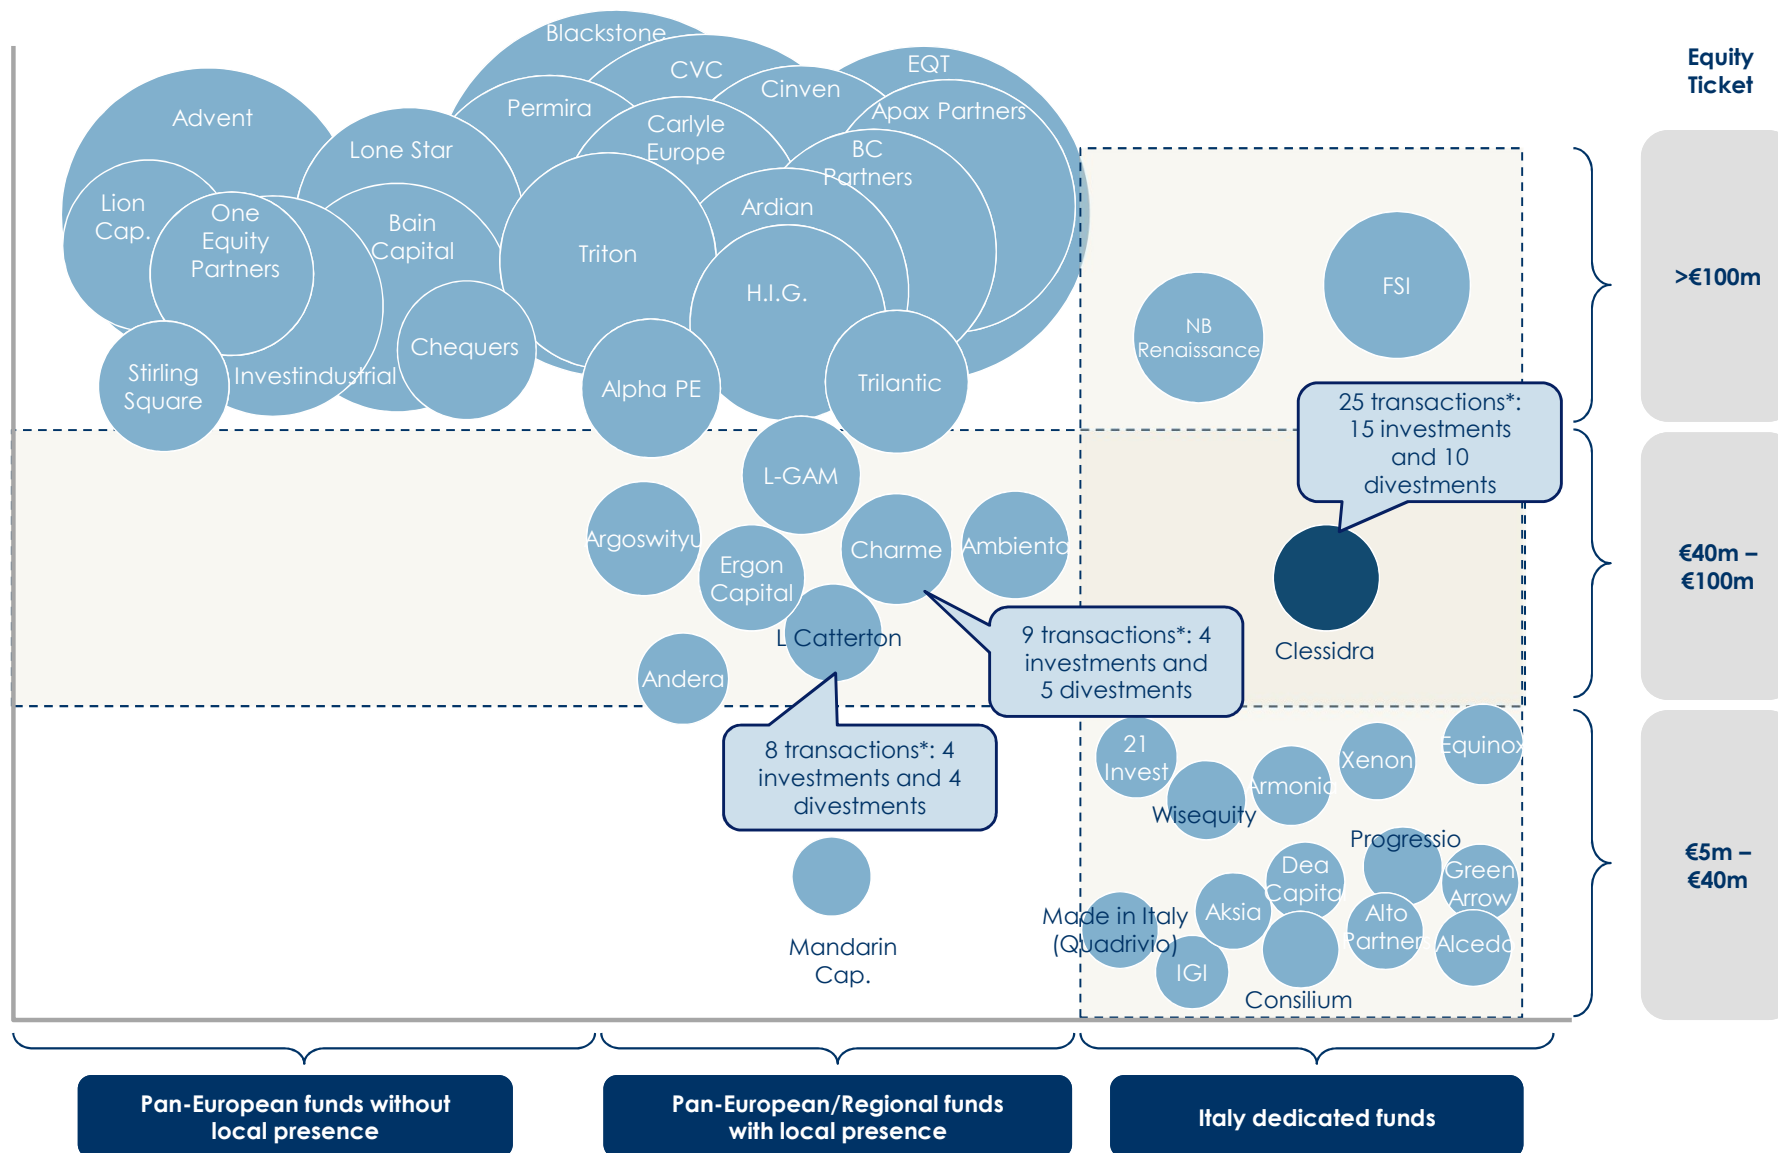 Blackstone
CVC
EQT
Cinven
Advent
Permira
Apax Partners
Carlyle
Europe
Lone Star
BC
Partners
Lion
Cap.
One
Equity
Partners
Bain
Capital
Ardian
Triton
H.I.G.
Chequers
Stirling
Square
Investindustrial
Alpha PE
Trilantic
NB
Renaissance
FSI
25 transactions*:
15 investments
and 10
divestments
L-GAM
Argoswityu
Ergon
Capital
Charme
Ambienta
L Catterton
Andera
Clessidra
9 transactions*: 4
investments and
5 divestments
8 transactions*: 4
investments and 4
divestments
21
Invest
Wisequity
Armonia
Xenon
Equinox
Progressio
Dea
Capital
Green
Arrow
Made in Italy
(Quadrivio)
Aksia
Alto
Partners
Alcedo
IGI
Consilium
Mandarin
Cap.
Equity
Ticket
>€100m
€40m –
€100m
€5m –
€40m
Pan-European funds without
local presence
Pan-European/Regional funds
with local presence
Italy dedicated funds